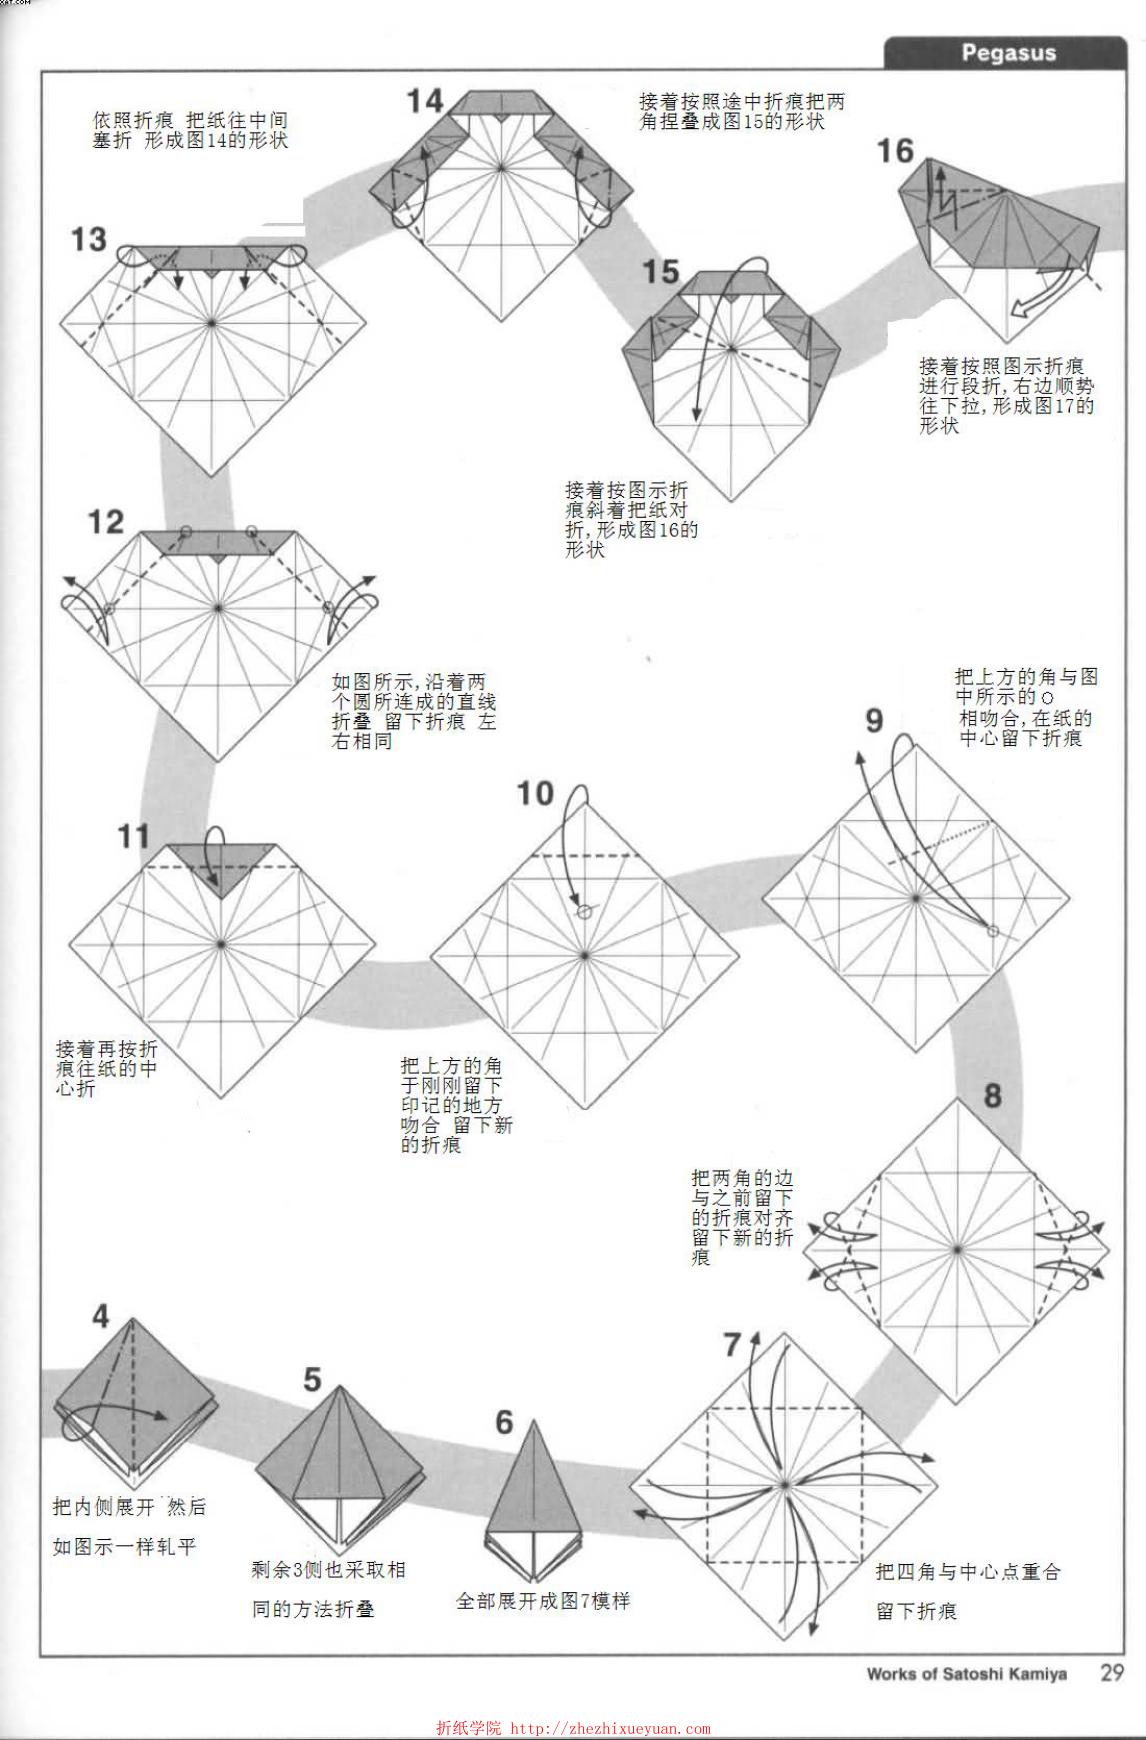 XAT.COM
Pegasus
4
把内侧展开 然后
如图示一样轧平
5
剩余3侧也采取相
同的方法折叠
6
全部展开成图7模样
7
把四角与中心点重合
留下折痕
8
把两角的边
与之前留下
的折痕对齐
留下新的折
痕
9
把上方的角与图
中所示的○
相吻合,在纸的
中心留下折痕
10
把上方的角
于刚刚留下
印记的地方
吻合 留下新
的折痕
11
接着再按折
痕往纸的中
心折
12
如图所示,沿着两
个圆所连成的直线
折叠 留下折痕 左
右相同
13
依照折痕 把纸往中间
塞折 形成图14的形状
14
接着按照途中折痕把两
角捏叠成图15的形状
15
接着按图示折
痕斜着把纸对
折,形成图16的
形状
16
接着按照图示折痕
进行段折,右边顺势
往下拉,形成图17的
形状
Works of Satoshi Kamiya 29
折纸学院 http://zhezhixueyuan.com